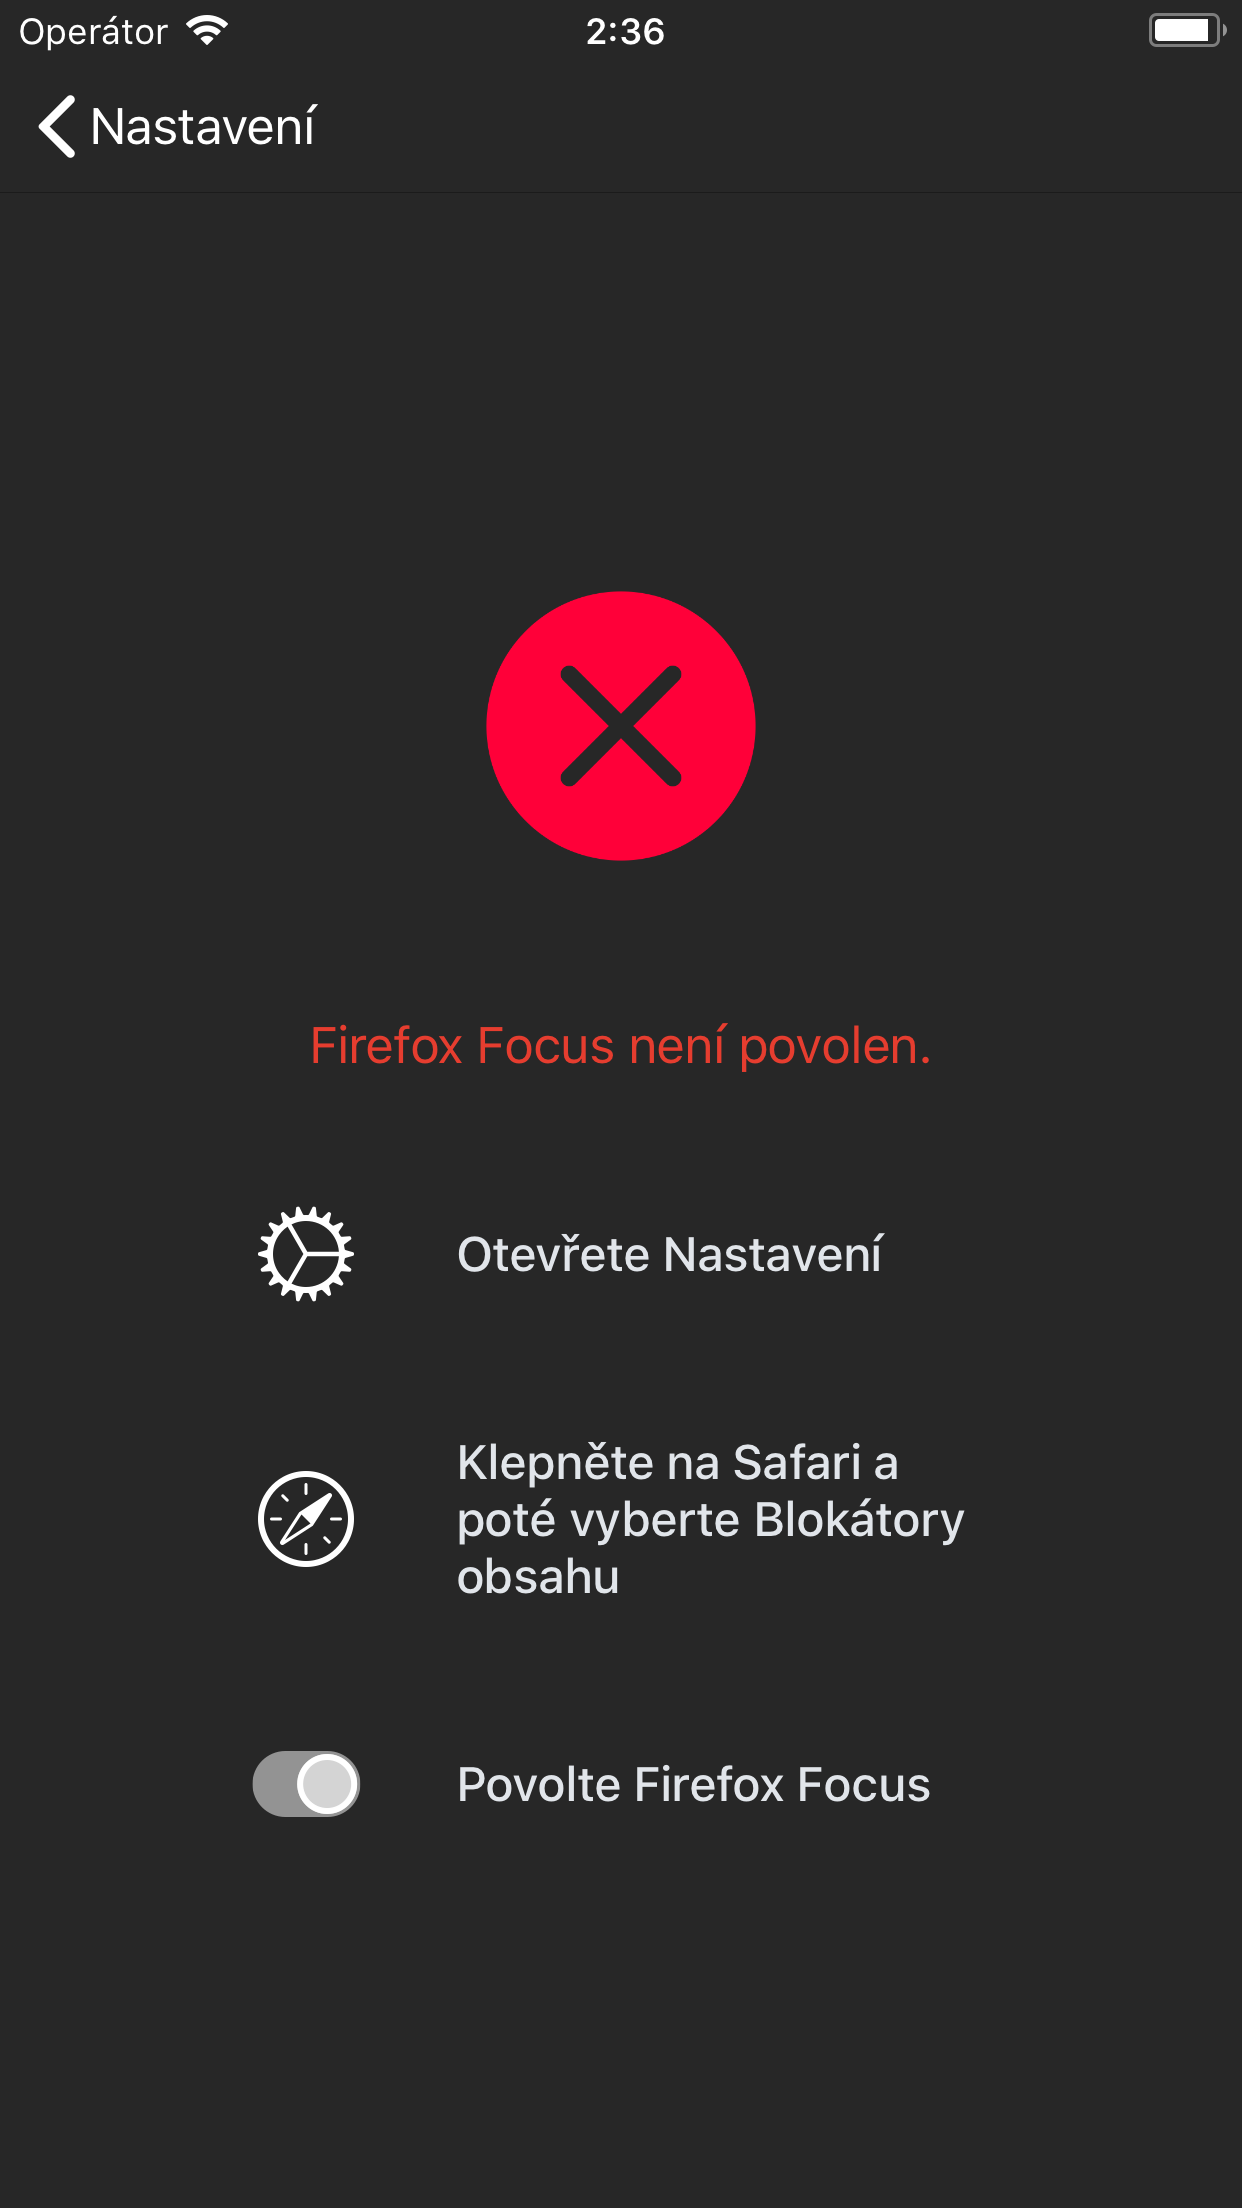 Operátor
2:36
Nastavení
Firefox Focus není povolen.
Otevřete Nastavení
Klepněte na Safari a
poté vyberte Blokátory
obsahu
Povolte Firefox Focus